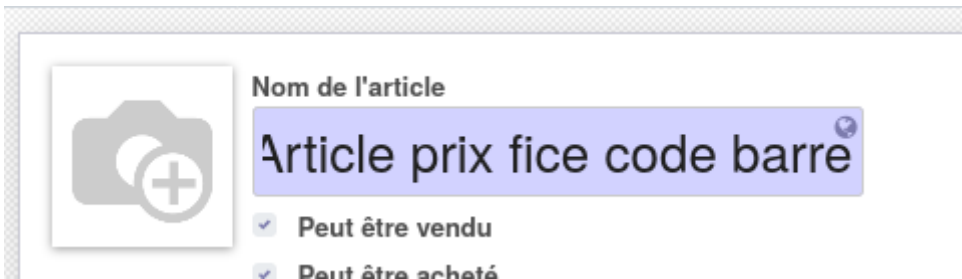 Nom de l'article
Article prix fice code barre
Peut être vendu
Peut être acheté